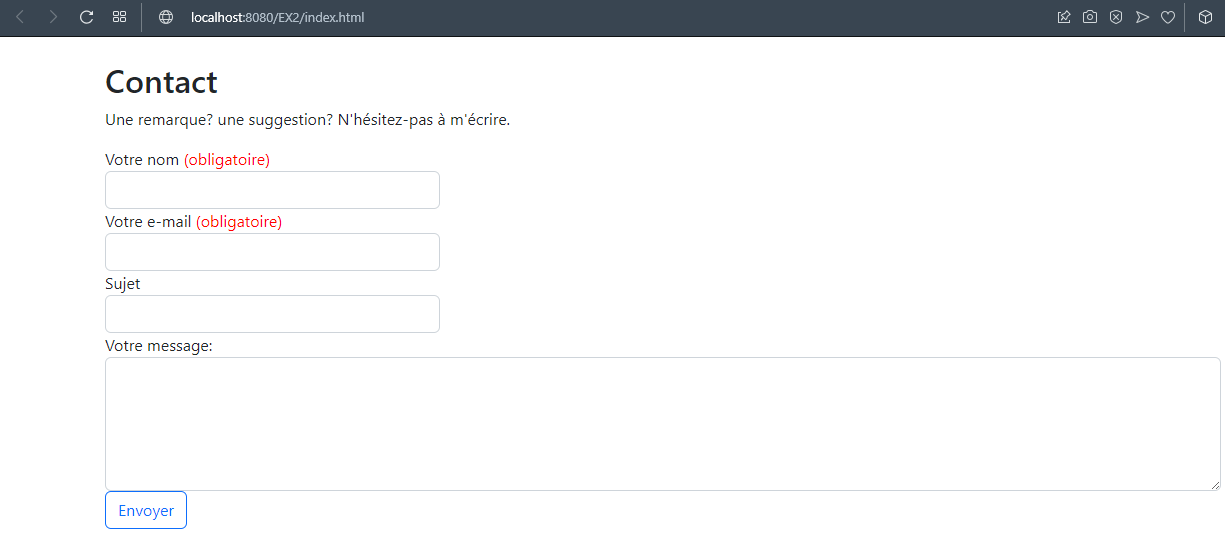 localhost:8080/EX2/index.html
Contact
Une remarque? une suggestion? N'hésitez-pas à m'écrire.
Votre nom (obligatoire)
Votre e-mail (obligatoire)
Sujet
Votre message:
Envoyer